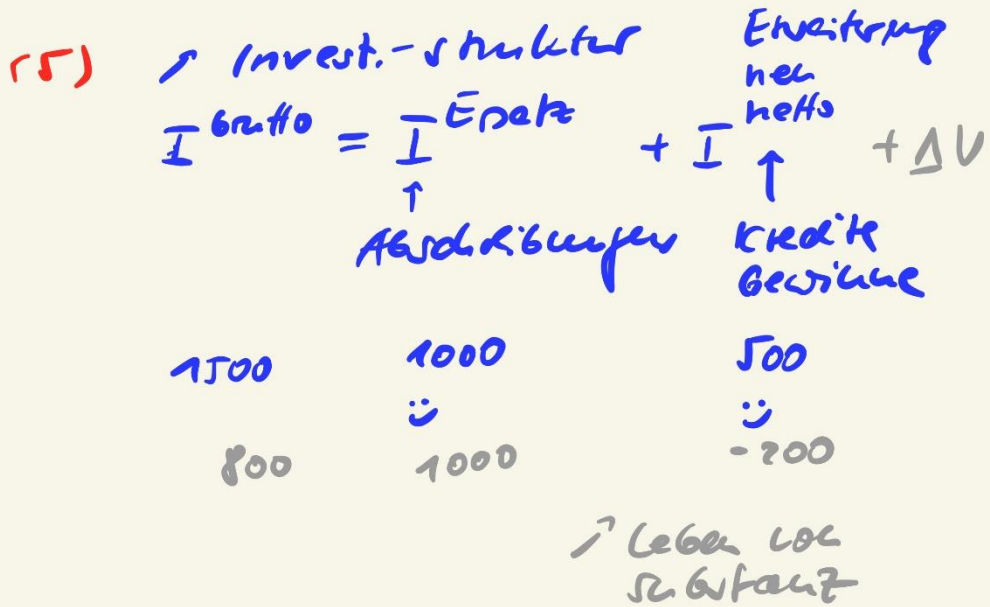 15) ↗ Invest.-struktur
Erweiterung
neu
I^Brutto = I^Ersatz + I^netto + ΔV
↑ ↑
Abschreibungen Kredite
Gewinne
1500 1000 500
800 1000 -200
↗ Leben von
Substanz